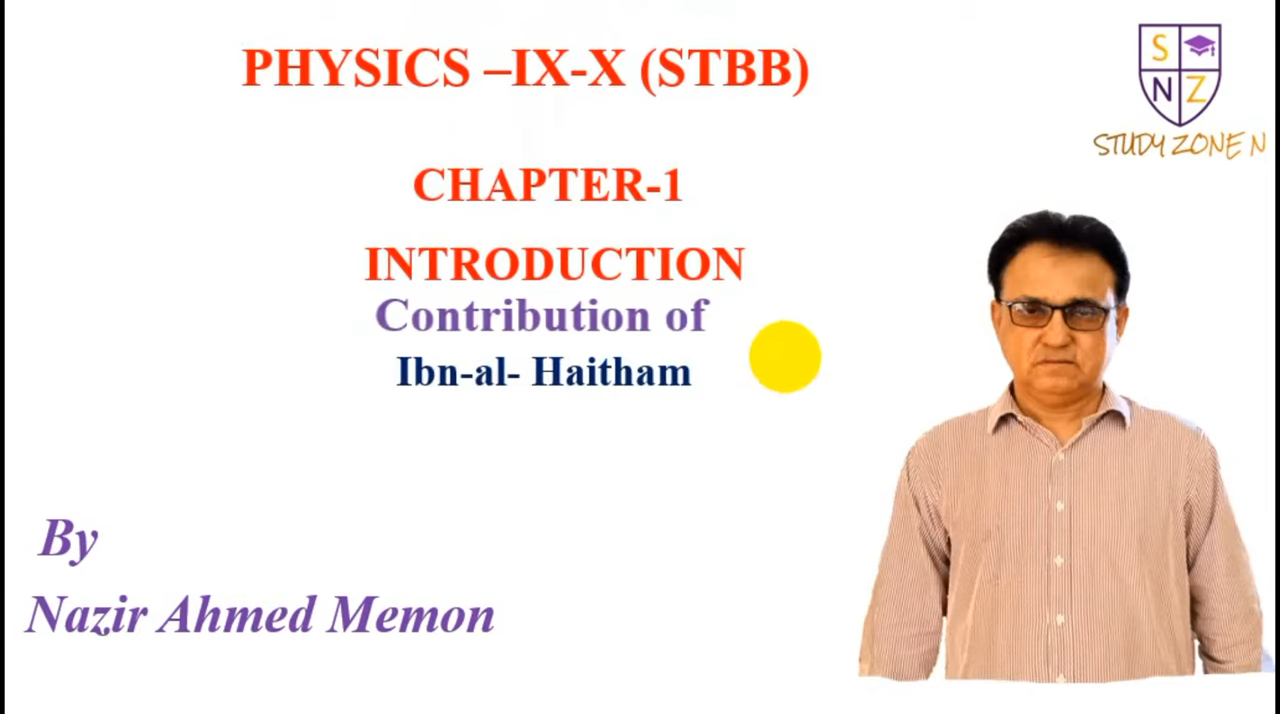 PHYSICS –IX-X (STBB)
S
N Z
STUDY ZONE N
CHAPTER-1
INTRODUCTION
Contribution of
Ibn-al- Haitham
By
Nazir Ahmed Memon